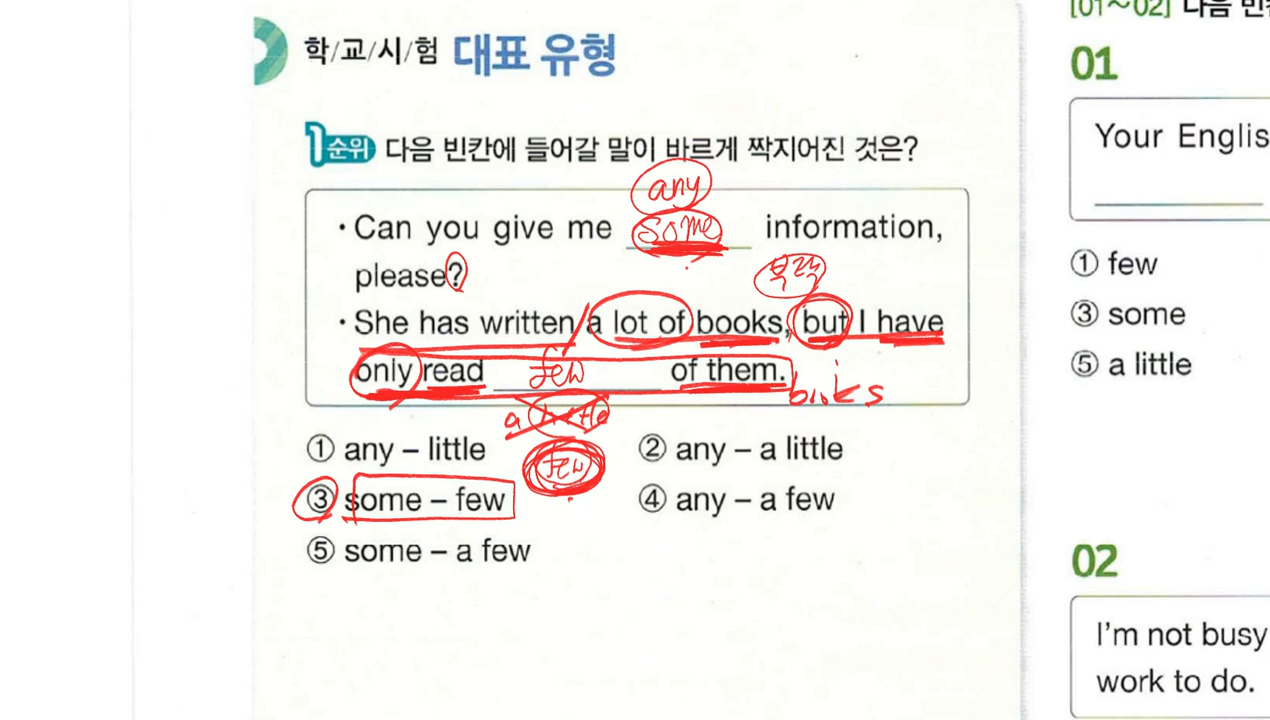 [01~02] 다음 빈칸
학/교/시/험 대표 유형
1순위 다음 빈칸에 들어갈 말이 바르게 짝지어진 것은?
any
· Can you give me some information,
please?
· She has written a lot of books, but I have
only read few of them.
books
a little
few
① any – little ② any – a little
③ some – few ④ any – a few
⑤ some – a few
01
Your Englis
① few
③ some
⑤ a little
02
I'm not busy
work to do.